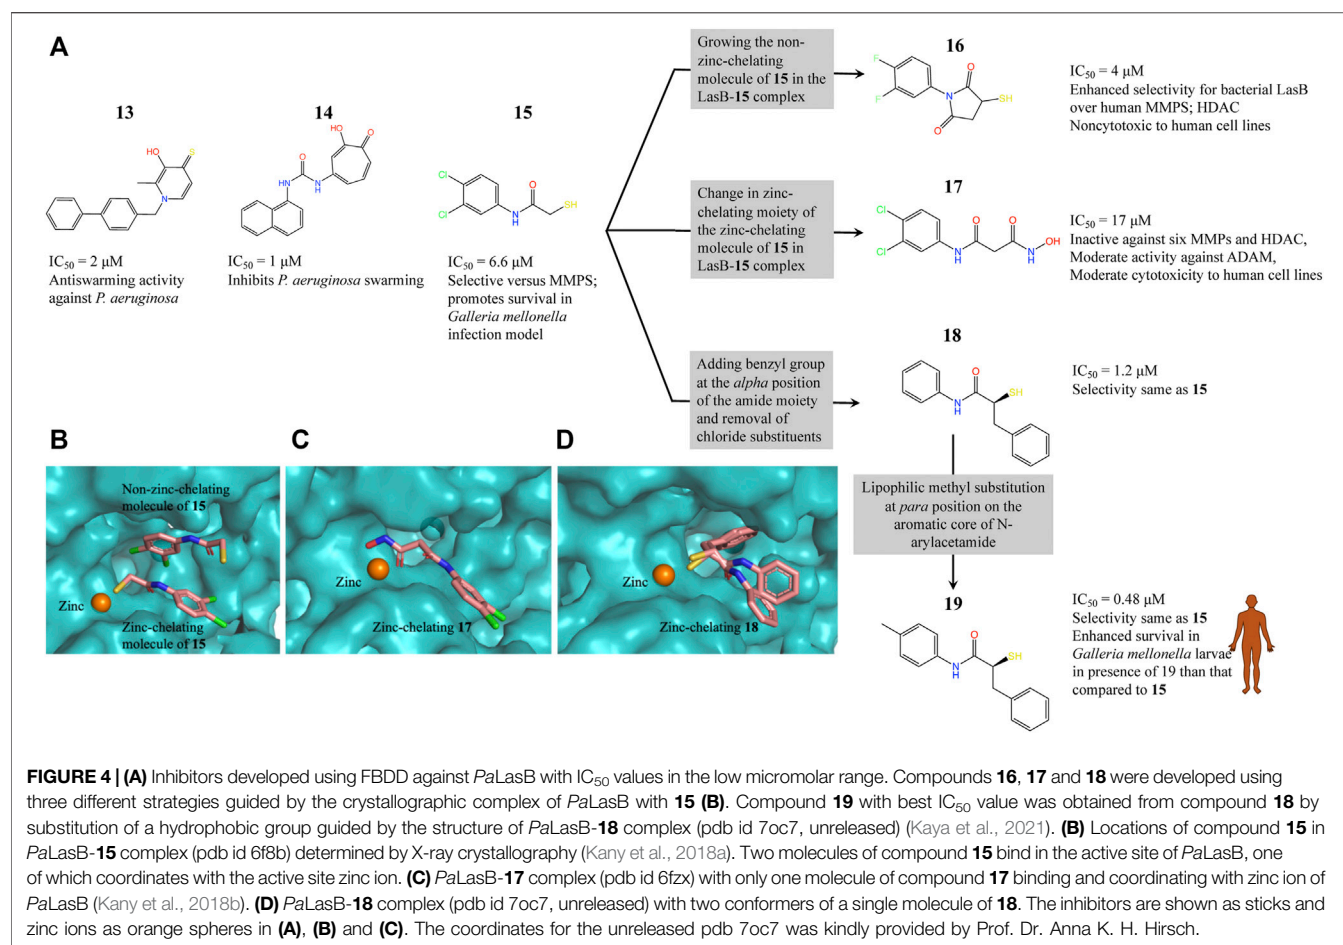 A
13
HO
S
N
IC50 = 2 μM
Antiswarming activity
against P. aeruginosa
14
HO
O
O
NH
N
H
IC50 = 1 μM
Inhibits P. aeruginosa swarming
15
Cl
Cl
O
N
H
SH
IC50 = 6.6 μM
Selective versus MMPS;
promotes survival in
Galleria mellonella
infection model
Growing the non-
zinc-chelating
molecule of 15 in the
LasB-15 complex
16
F
F
O
N
SH
O
IC50 = 4 μM
Enhanced selectivity for bacterial LasB
over human MMPS; HDAC
Noncytotoxic to human cell lines
Change in zinc-
chelating moiety of
the zinc-chelating
molecule of 15 in
LasB-15 complex
17
Cl
Cl
O
O
N
H
N
H
OH
IC50 = 17 μM
Inactive against six MMPs and HDAC,
Moderate activity against ADAM,
Moderate cytotoxicity to human cell lines
Adding benzyl group
at the alpha position
of the amide moiety
and removal of
chloride substituents
18
O
SH
N
H
IC50 = 1.2 μM
Selectivity same as 15
Lipophilic methyl substitution
at para position on the
aromatic core of N-
arylacetamide
19
O
SH
NH
IC50 = 0.48 μM
Selectivity same as 15
Enhanced survival in
Galleria mellonella larvae
in presence of 19 than that
compared to 15
B
Non-zinc-chelating
molecule of 15
Zinc
Zinc-chelating
molecule of 15
C
Zinc
Zinc-chelating 17
D
Zinc
Zinc-chelating 18
FIGURE 4 | (A) Inhibitors developed using FBDD against PaLasB with IC50 values in the low micromolar range. Compounds 16, 17 and 18 were developed using
three different strategies guided by the crystallographic complex of PaLasB with 15 (B). Compound 19 with best IC50 value was obtained from compound 18 by
substitution of a hydrophobic group guided by the structure of PaLasB-18 complex (pdb id 7oc7, unreleased) (Kaya et al., 2021). (B) Locations of compound 15 in
PaLasB-15 complex (pdb id 6f8b) determined by X-ray crystallography (Kany et al., 2018a). Two molecules of compound 15 bind in the active site of PaLasB, one
of which coordinates with the active site zinc ion. (C) PaLasB-17 complex (pdb id 6fzx) with only one molecule of compound 17 binding and coordinating with zinc ion of
PaLasB (Kany et al., 2018b). (D) PaLasB-18 complex (pdb id 7oc7, unreleased) with two conformers of a single molecule of 18. The inhibitors are shown as sticks and
zinc ions as orange spheres in (A), (B) and (C). The coordinates for the unreleased pdb 7oc7 was kindly provided by Prof. Dr. Anna K. H. Hirsch.